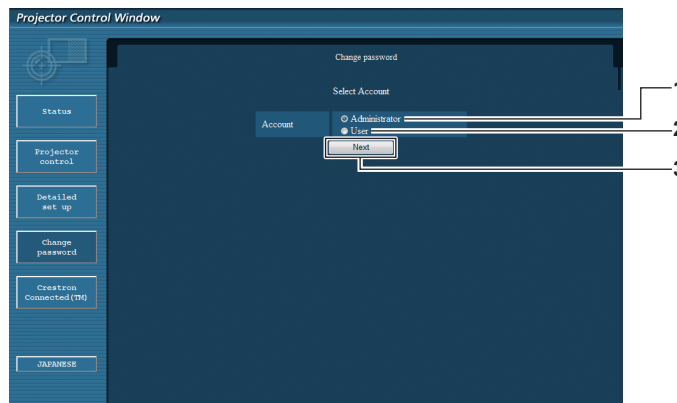 Projector Control Window
Change password
Select Account
Account
Administrator
User
Next
1
2
3
Status
Projector
control
Detailed
set up
Change
password
Crestron
Connected(TM)
JAPANESE